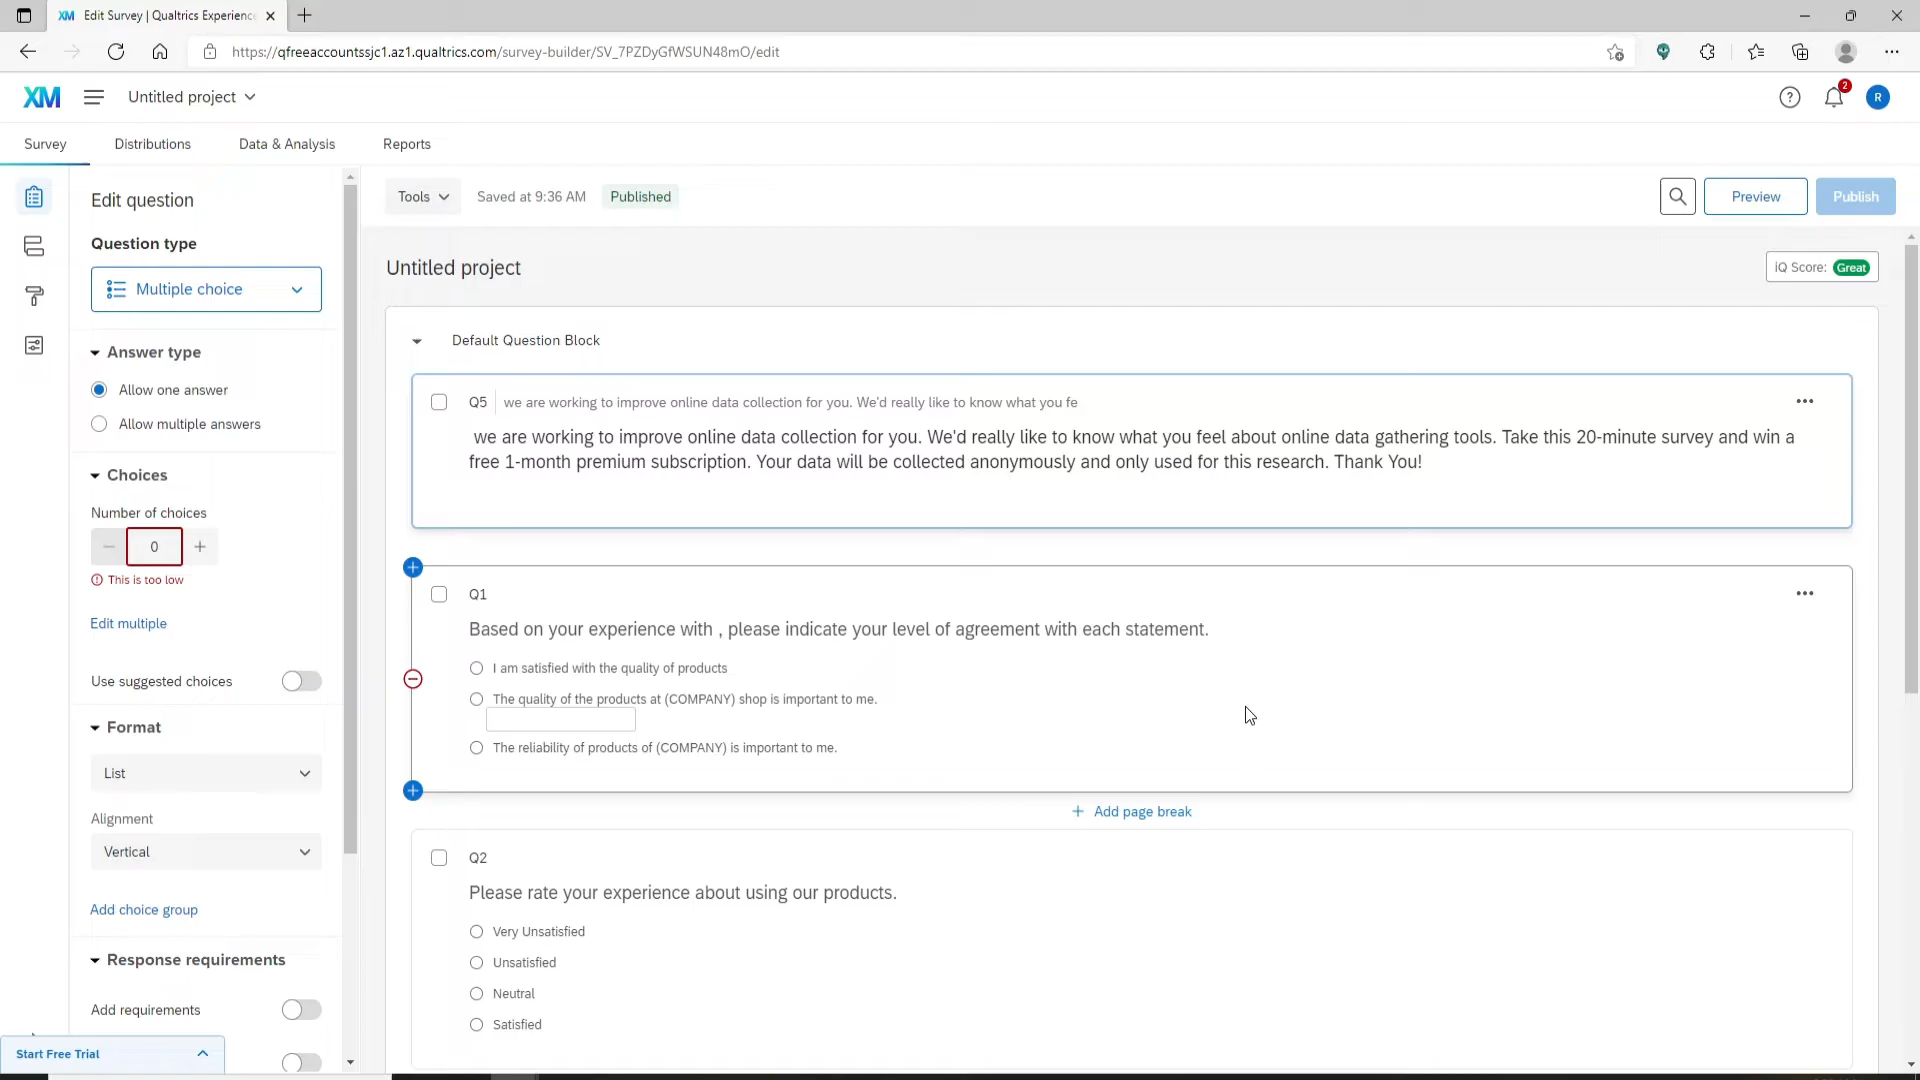 XM Edit Survey | Qualtrics Experience
https://qfreeaccountssjc1.az1.qualtrics.com/survey-builder/SV_7PZDyGfWSUN48mO/edit
XM Untitled project
2
R
Survey Distributions Data & Analysis Reports
Edit question
Tools Saved at 9:36 AM Published Preview Publish
Question type
Multiple choice
Untitled project
iQ Score: Great
Answer type
Allow one answer
Allow multiple answers
Choices
Number of choices
0
This is too low
Edit multiple
Use suggested choices
Format
List
Alignment
Vertical
Add choice group
Response requirements
Add requirements
Start Free Trial
Default Question Block
Q5 we are working to improve online data collection for you. We'd really like to know what you fe
we are working to improve online data collection for you. We'd really like to know what you feel about online data gathering tools. Take this 20-minute survey and win a
free 1-month premium subscription. Your data will be collected anonymously and only used for this research. Thank You!
Q1
Based on your experience with , please indicate your level of agreement with each statement.
I am satisfied with the quality of products
The quality of the products at (COMPANY) shop is important to me.
The reliability of products of (COMPANY) is important to me.
Add page break
Q2
Please rate your experience about using our products.
Very Unsatisfied
Unsatisfied
Neutral
Satisfied